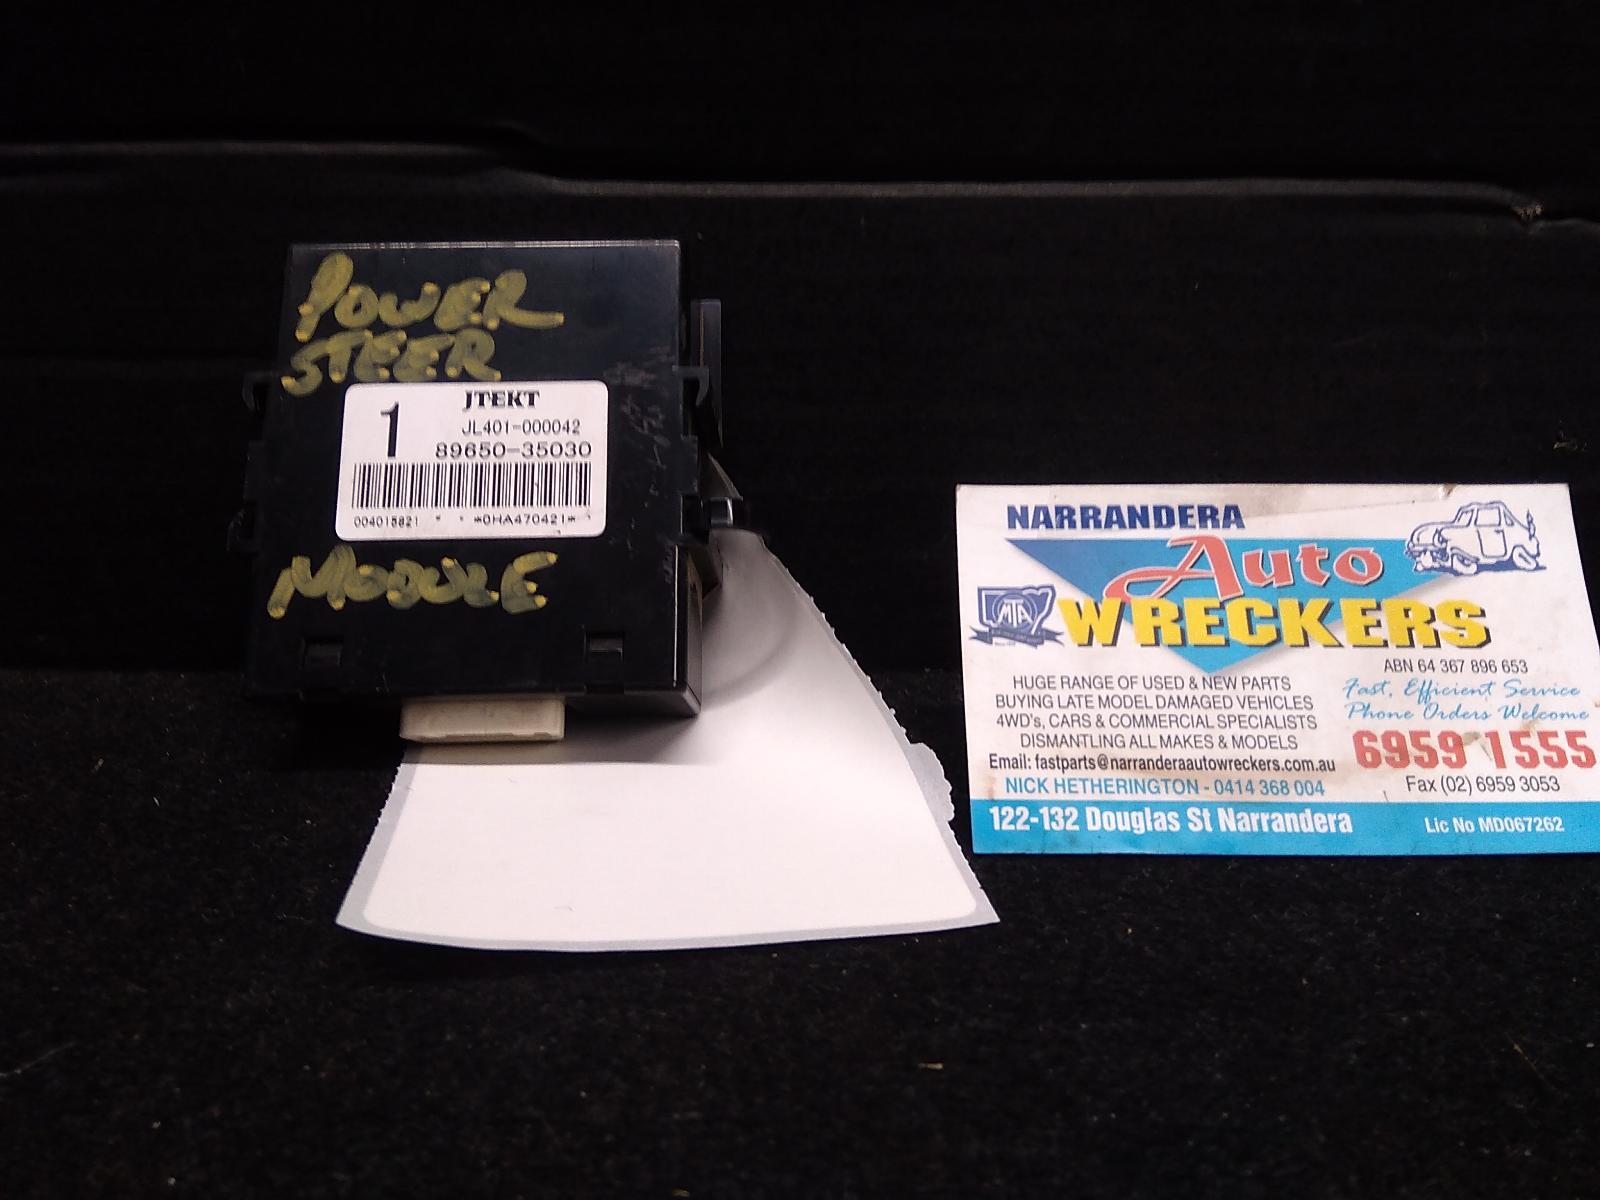 POWER
STEER
JTEKT
1
JL401-000042
89650-35030
004015821 * * *0HA470421*
MODULE
NARRANDERA
Auto
MTA
WRECKERS
ABN 64 367 896 653
HUGE RANGE OF USED & NEW PARTS
BUYING LATE MODEL DAMAGED VEHICLES
4WD's, CARS & COMMERCIAL SPECIALISTS
DISMANTLING ALL MAKES & MODELS
Fast, Efficient Service
Phone Orders Welcome
6959 1555
Email: fastparts@narranderaautowreckers.com.au
NICK HETHERINGTON - 0414 368 004
Fax (02) 6959 3053
122-132 Douglas St Narrandera
Lic No MD067262